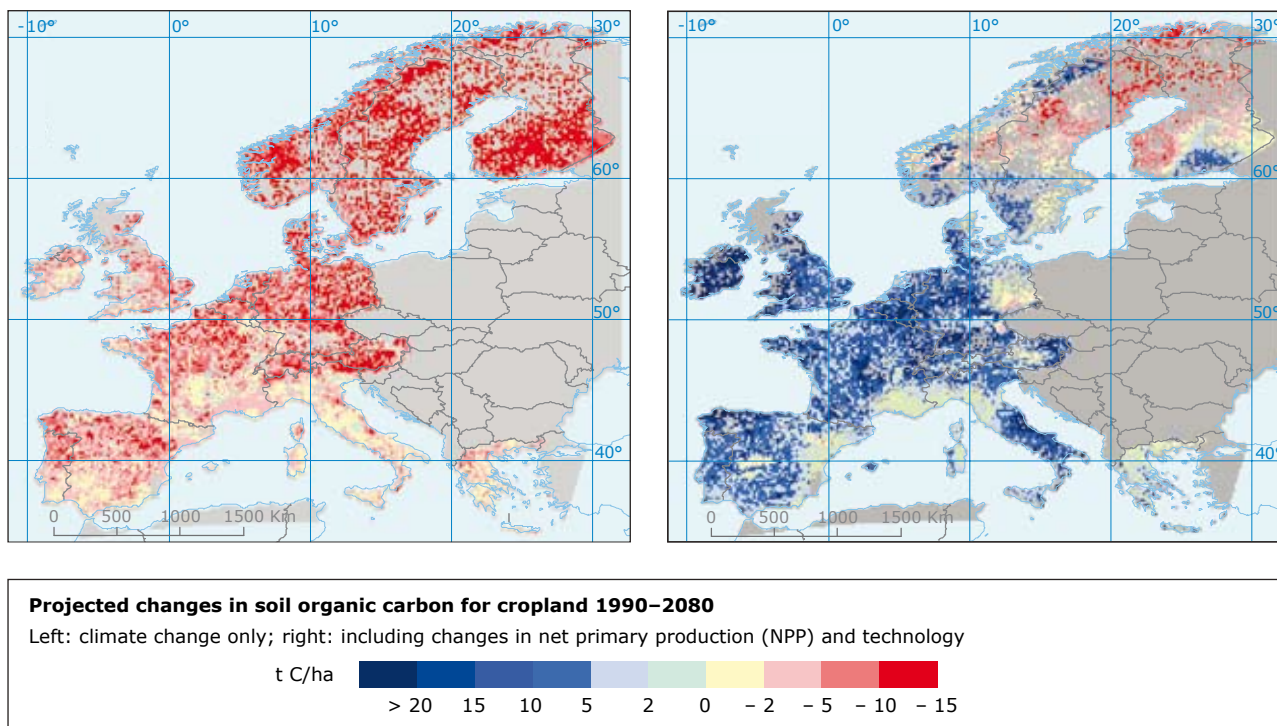 -10° 0° 10° 20° 30°
60°
50°
40°
0 500 1000 1500 Km
-10° 0° 10° 20° 30°
60°
50°
40°
0 500 1000 1500 Km
Projected changes in soil organic carbon for cropland 1990–2080
Left: climate change only; right: including changes in net primary production (NPP) and technology
t C/ha
> 20 15 10 5 2 0 – 2 – 5 – 10 – 15